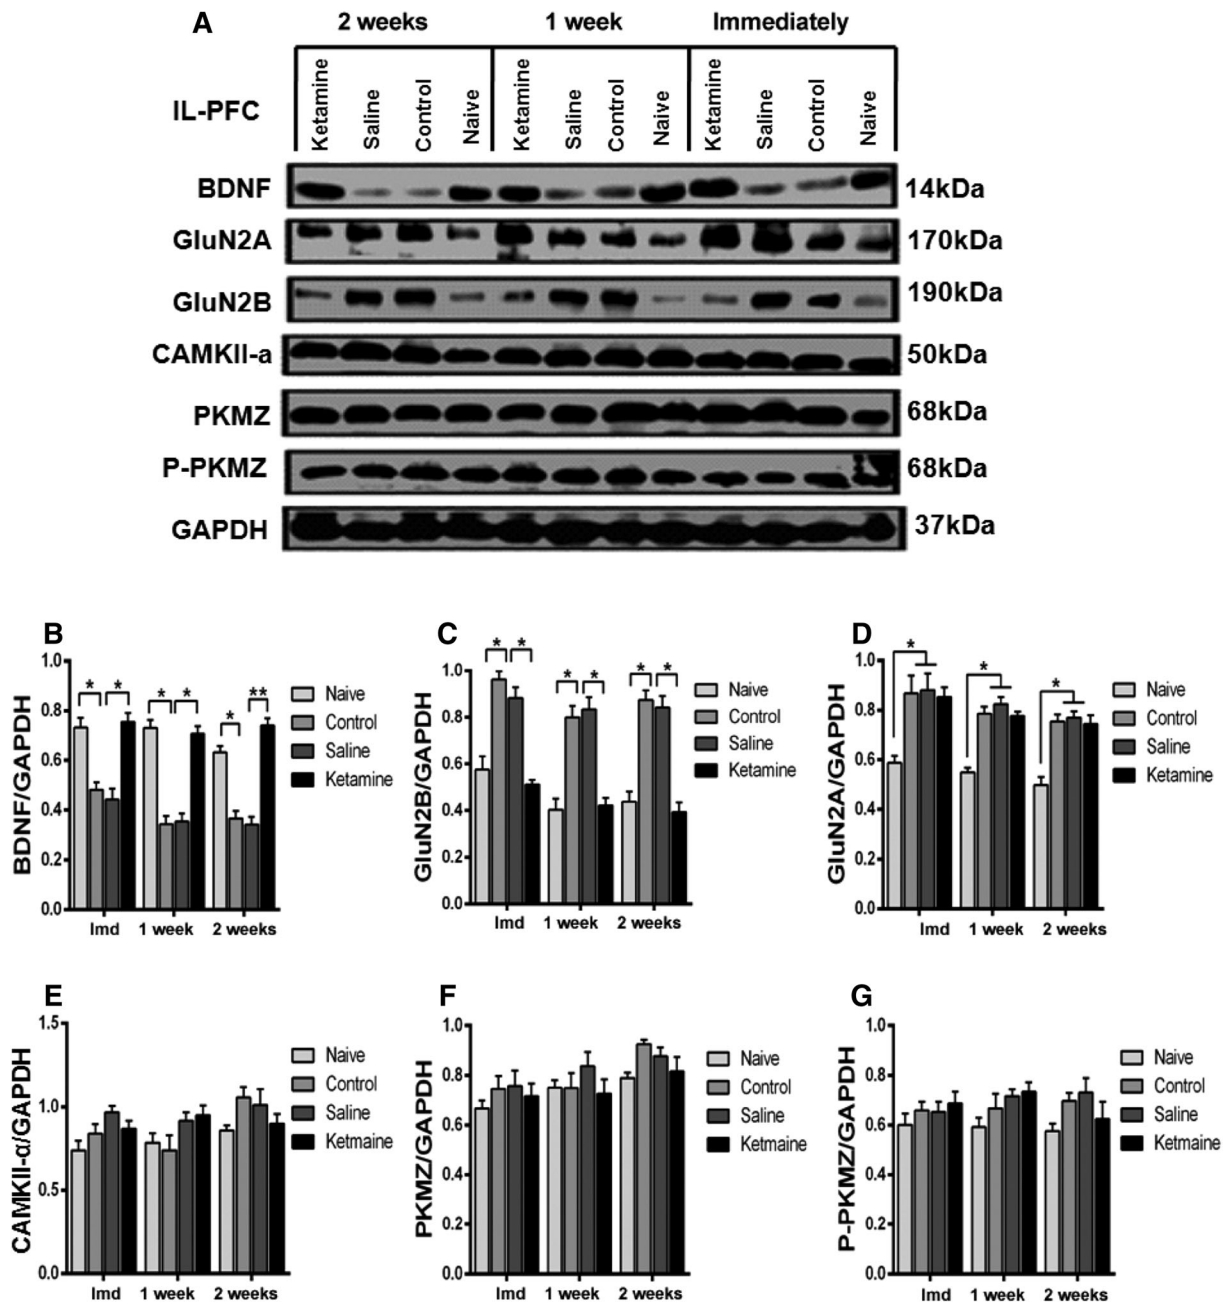 A
2 weeks 1 week Immediately
IL-PFC
Ketamine Saline Control Naive Ketamine Saline Control Naive Ketamine Saline Control Naive
BDNF 14kDa
GluN2A 170kDa
GluN2B 190kDa
CAMKII-a 50kDa
PKMZ 68kDa
P-PKMZ 68kDa
GAPDH 37kDa
B
BDNF/GAPDH
1.0
0.8
0.6
0.4
0.2
0.0
* * * * * **
Imd 1 week 2 weeks
Naive
Control
Saline
Ketamine
C
GluN2B/GAPDH
1.0
0.8
0.6
0.4
0.2
0.0
* * * * * *
Imd 1 week 2 weeks
Naive
Control
Saline
Ketamine
D
GluN2A/GAPDH
1.0
0.8
0.6
0.4
0.2
0.0
* * *
Imd 1 week 2 weeks
Naive
Control
Saline
Ketamine
E
CAMKII-α/GAPDH
1.5
1.0
0.5
0.0
Imd 1 week 2 weeks
Naive
Control
Saline
Ketmaine
F
PKMZ/GAPDH
1.0
0.8
0.6
0.4
0.2
0.0
Imd 1 week 2 weeks
Naive
Control
Saline
Ketmaine
G
P-PKMZ/GAPDH
1.0
0.8
0.6
0.4
0.2
0.0
Imd 1 week 2 weeks
Naive
Control
Saline
Ketmaine